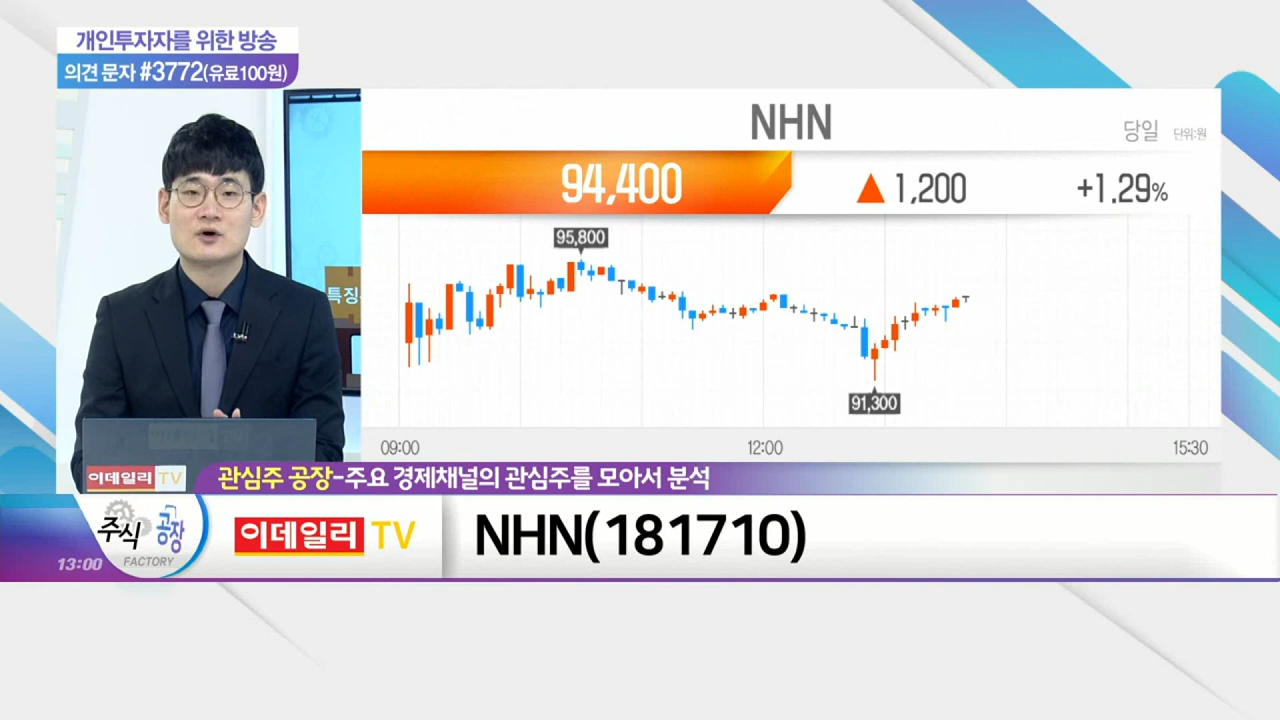 개인투자자를 위한 방송
의견 문자 #3772(유료100원)
NHN
당일 단위:원
94,400 ▲ 1,200 +1.29%
95,800
91,300
특징
09:00 12:00 15:30
이데일리 TV
관심주 공장-주요 경제채널의 관심주를 모아서 분석
주식 공장
FACTORY
13:00
이데일리 TV
NHN(181710)